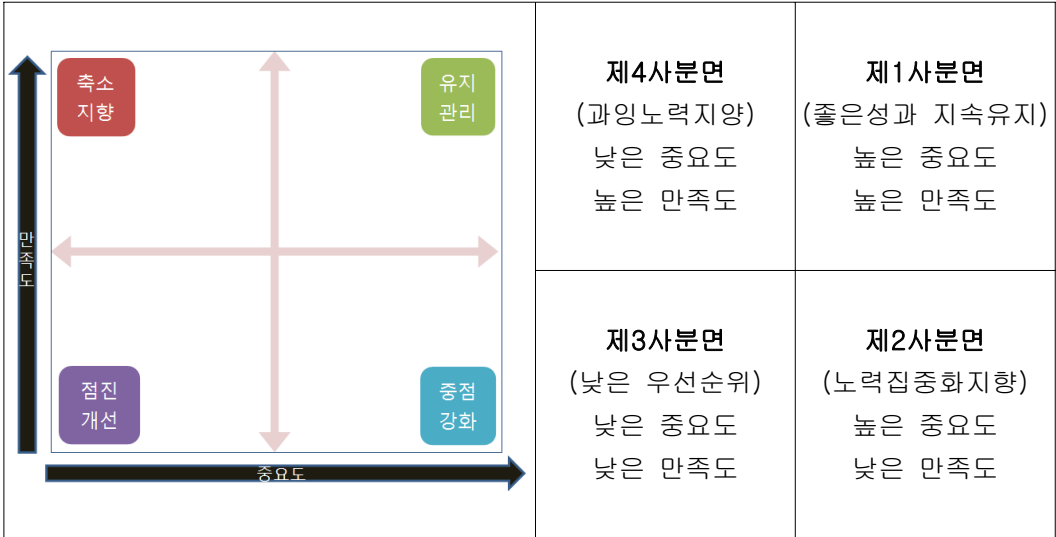 축소
지향
유지
관리
만족도
점진
개선
중점
강화
중요도
제4사분면
(과잉노력지양)
낮은 중요도
높은 만족도
제1사분면
(좋은성과 지속유지)
높은 중요도
높은 만족도
제3사분면
(낮은 우선순위)
낮은 중요도
낮은 만족도
제2사분면
(노력집중화지향)
높은 중요도
낮은 만족도